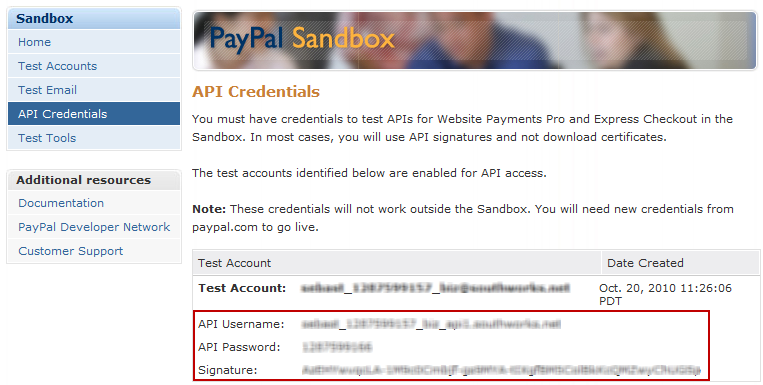 Sandbox
Home
Test Accounts
Test Email
API Credentials
Test Tools
Additional resources
Documentation
PayPal Developer Network
Customer Support
PayPal Sandbox
API Credentials
You must have credentials to test APIs for Website Payments Pro and Express Checkout in the
Sandbox. In most cases, you will use API signatures and not download certificates.
The test accounts identified below are enabled for API access.
Note: These credentials will not work outside the Sandbox. You will need new credentials from
paypal.com to go live.
Test Account Date Created
Test Account: Oct. 20, 2010 11:26:06
PDT
API Username:
API Password:
Signature: